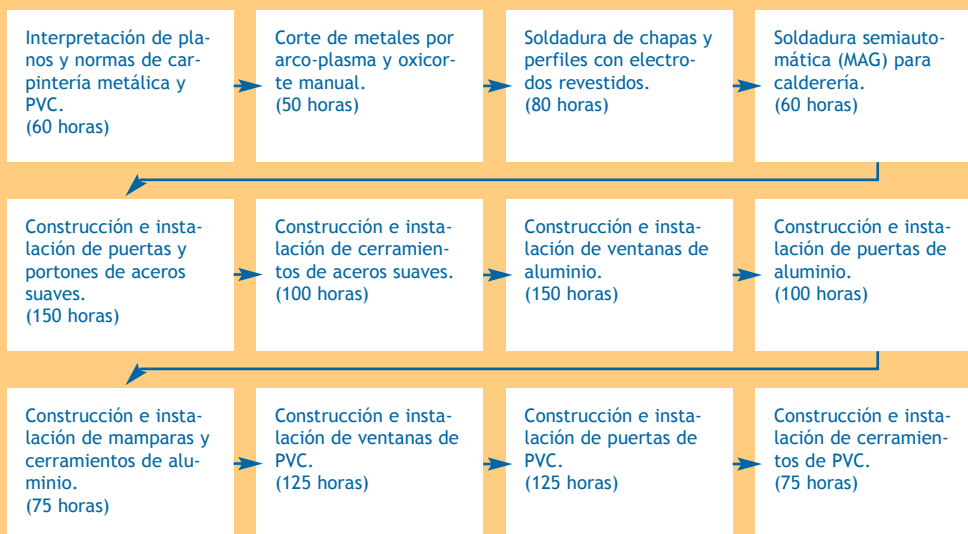 Interpretación de pla-
nos y normas de car-
pintería metálica y
PVC.
(60 horas)
Corte de metales por
arco-plasma y oxicor-
te manual.
(50 horas)
Soldadura de chapas y
perfiles con electro-
dos revestidos.
(80 horas)
Soldadura semiauto-
mática (MAG) para
calderería.
(60 horas)
Construcción e insta-
lación de puertas y
portones de aceros
suaves.
(150 horas)
Construcción e insta-
lación de cerramien-
tos de aceros suaves.
(100 horas)
Construcción e insta-
lación de ventanas de
aluminio.
(150 horas)
Construcción e insta-
lación de puertas de
aluminio.
(100 horas)
Construcción e insta-
lación de mamparas y
cerramientos de alu-
minio.
(75 horas)
Construcción e insta-
lación de ventanas de
PVC.
(125 horas)
Construcción e insta-
lación de puertas de
PVC.
(125 horas)
Construcción e insta-
lación de cerramien-
tos de PVC.
(75 horas)